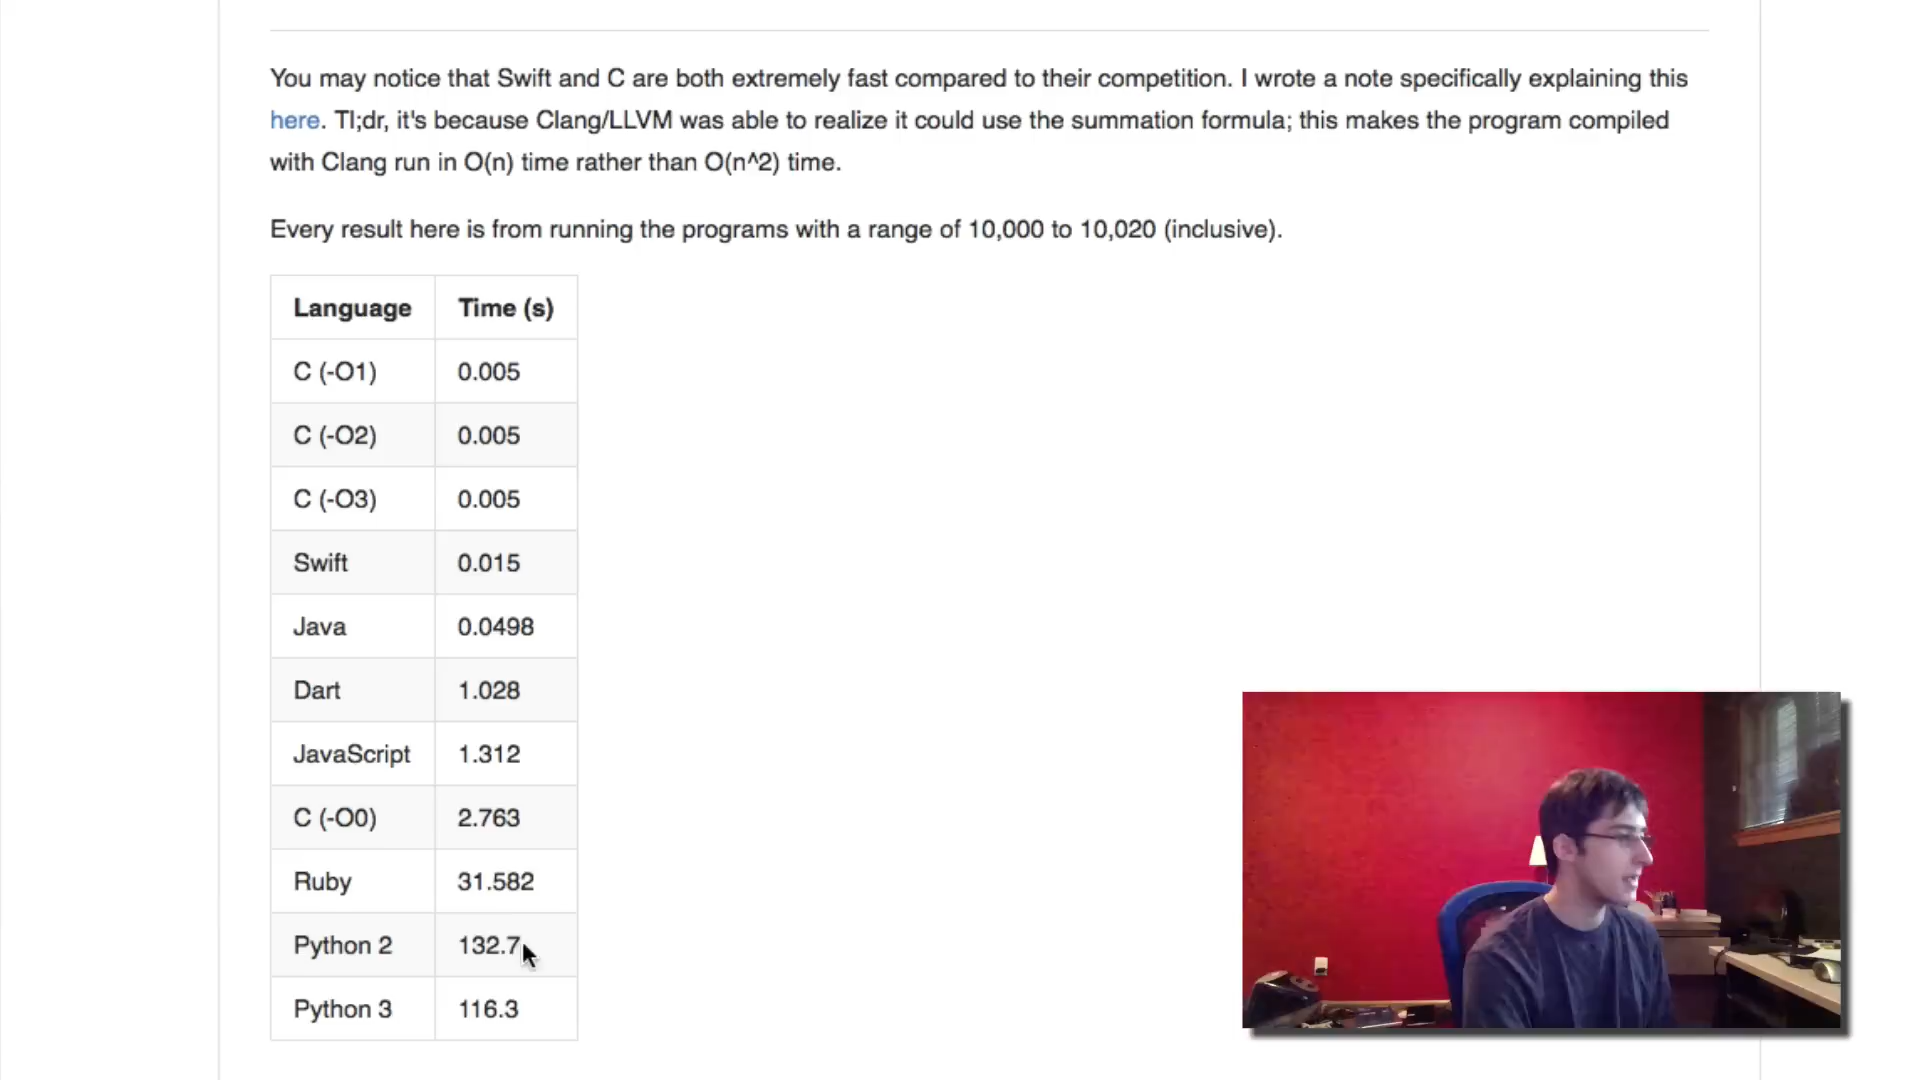 You may notice that Swift and C are both extremely fast compared to their competition. I wrote a note specifically explaining this
here. Tl;dr, it's because Clang/LLVM was able to realize it could use the summation formula; this makes the program compiled
with Clang run in O(n) time rather than O(n^2) time.
Every result here is from running the programs with a range of 10,000 to 10,020 (inclusive).
Language Time (s)
C (-O1) 0.005
C (-O2) 0.005
C (-O3) 0.005
Swift 0.015
Java 0.0498
Dart 1.028
JavaScript 1.312
C (-O0) 2.763
Ruby 31.582
Python 2 132.7
Python 3 116.3